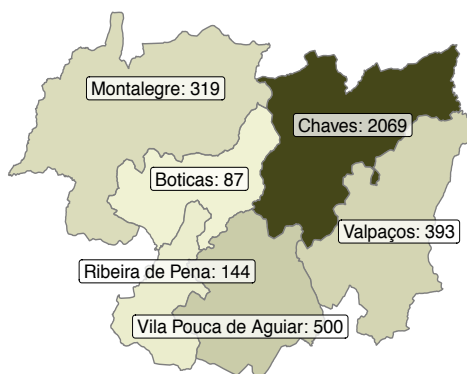 Montalegre: 319
Chaves: 2069
Boticas: 87
Valpaços: 393
Ribeira de Pena: 144
Vila Pouca de Aguiar: 500